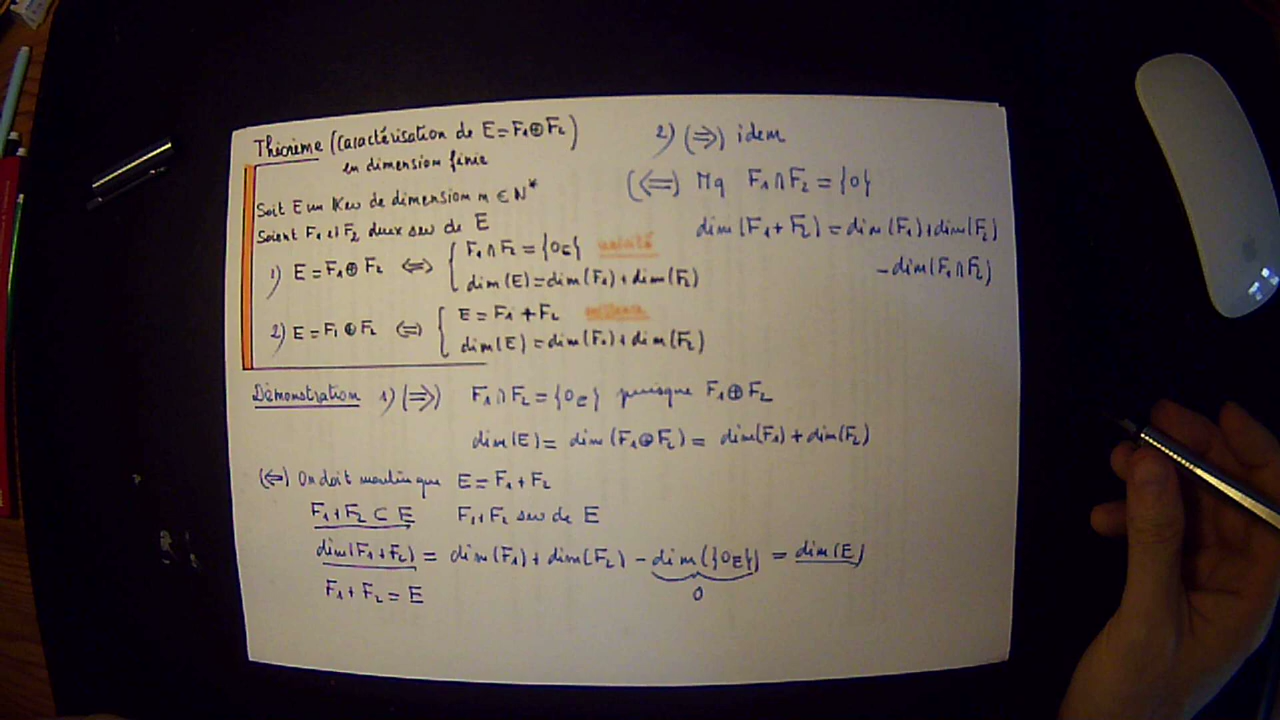 Théorème (Caractérisation de E = F₁ ⊕ F₂)
en dimension finie
Soit E un Kev de dimension n ∈ N*
Soient F₁ et F₂ deux sev de E
1) E = F₁ ⊕ F₂ ⟺ { F₁ ∩ F₂ = {0_E} unicité
dim(E) = dim(F₁) + dim(F₂)
2) E = F₁ ⊕ F₂ ⟺ { E = F₁ + F₂ existence
dim(E) = dim(F₁) + dim(F₂)
Démonstration 1) (⟹) F₁ ∩ F₂ = {0_E} puisque F₁ ⊕ F₂
dim(E) = dim(F₁ ⊕ F₂) = dim(F₁) + dim(F₂)
(⟸) On doit montrer que E = F₁ + F₂
F₁ + F₂ ⊂ E F₁ + F₂ sev de E
dim(F₁ + F₂) = dim(F₁) + dim(F₂) - dim({0_E}) = dim(E)
0
F₁ + F₂ = E
2) (⟹) idem
(⟸) Mq F₁ ∩ F₂ = {0}
dim(F₁ + F₂) = dim(F₁) + dim(F₂)
- dim(F₁ ∩ F₂)